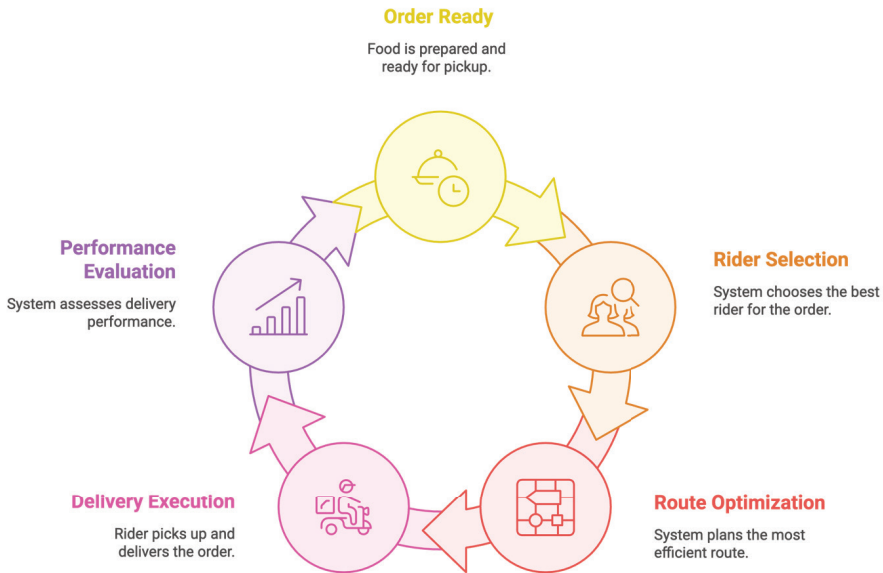 Order Ready
Food is prepared and
ready for pickup.
Rider Selection
System chooses the best
rider for the order.
Route Optimization
System plans the most
efficient route.
Delivery Execution
Rider picks up and
delivers the order.
Performance
Evaluation
System assesses delivery
performance.